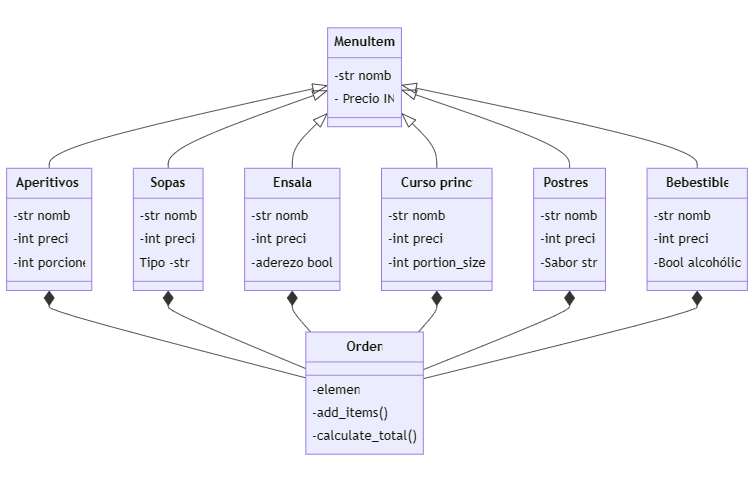 MenuItem
-str nomb
- Precio IN
Aperitivos
-str nomb
-int preci
-int porcione
Sopas
-str nomb
-int preci
Tipo -str
Ensala
-str nomb
-int preci
-aderezo bool
Curso princ
-str nomb
-int preci
-int portion_size
Postres
-str nomb
-int preci
-Sabor str
Bebestible
-str nomb
-int preci
-Bool alcohólic
Orden
-elemen
-add_items()
-calculate_total()